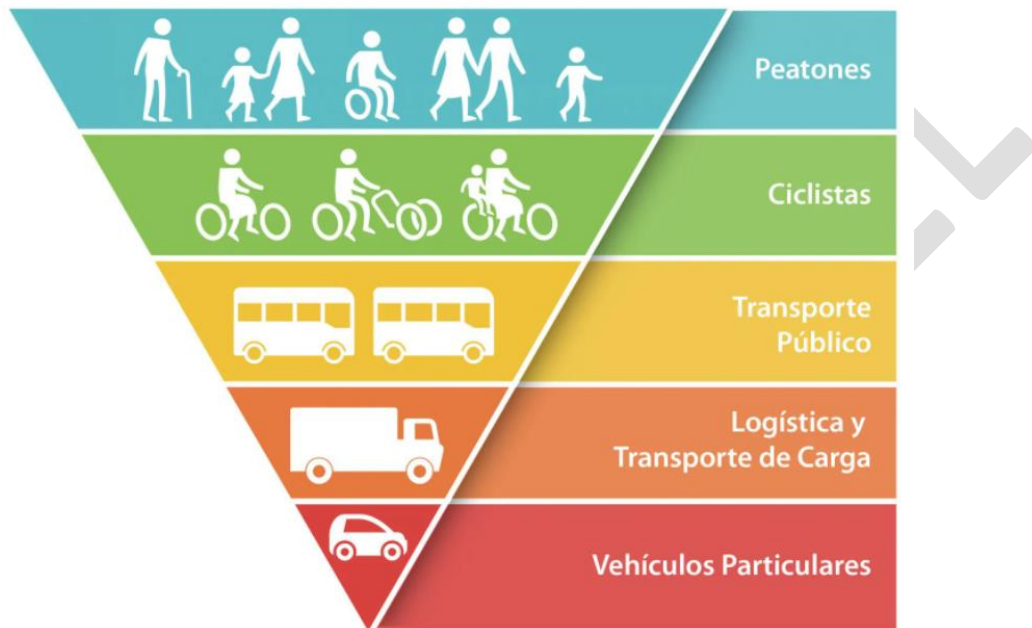 Peatones
Ciclistas
Transporte
Público
Logística y
Transporte de Carga
Vehículos Particulares